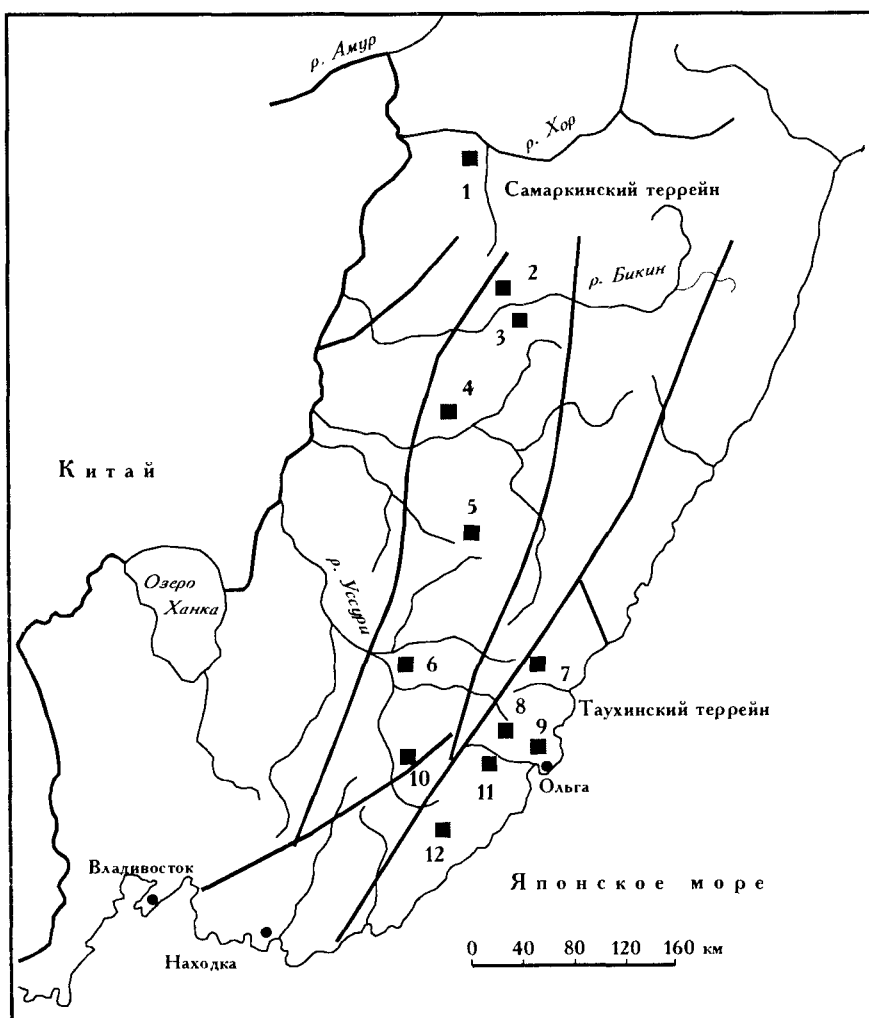 р. Амур
р. Хор
1
Самаркинский террейн
2
р. Бикин
3
4
Китай
5
Озеро
Ханка
р. Уссури
6
7
8
Таухинский террейн
9
10
11
Ольга
12
Владивосток
Японское море
Находка
0 40 80 120 160 км